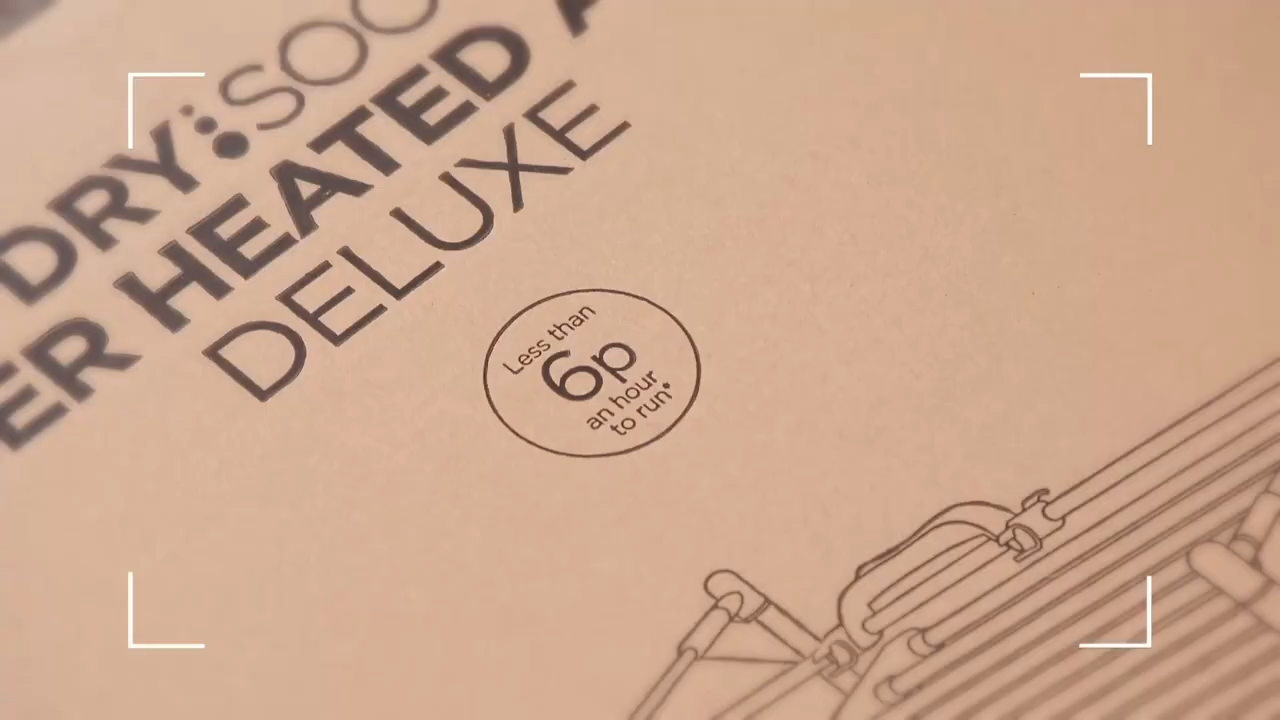 DRY:SOO
ER HEATED A
DELUXE
Less than
6p
an hour
to run*